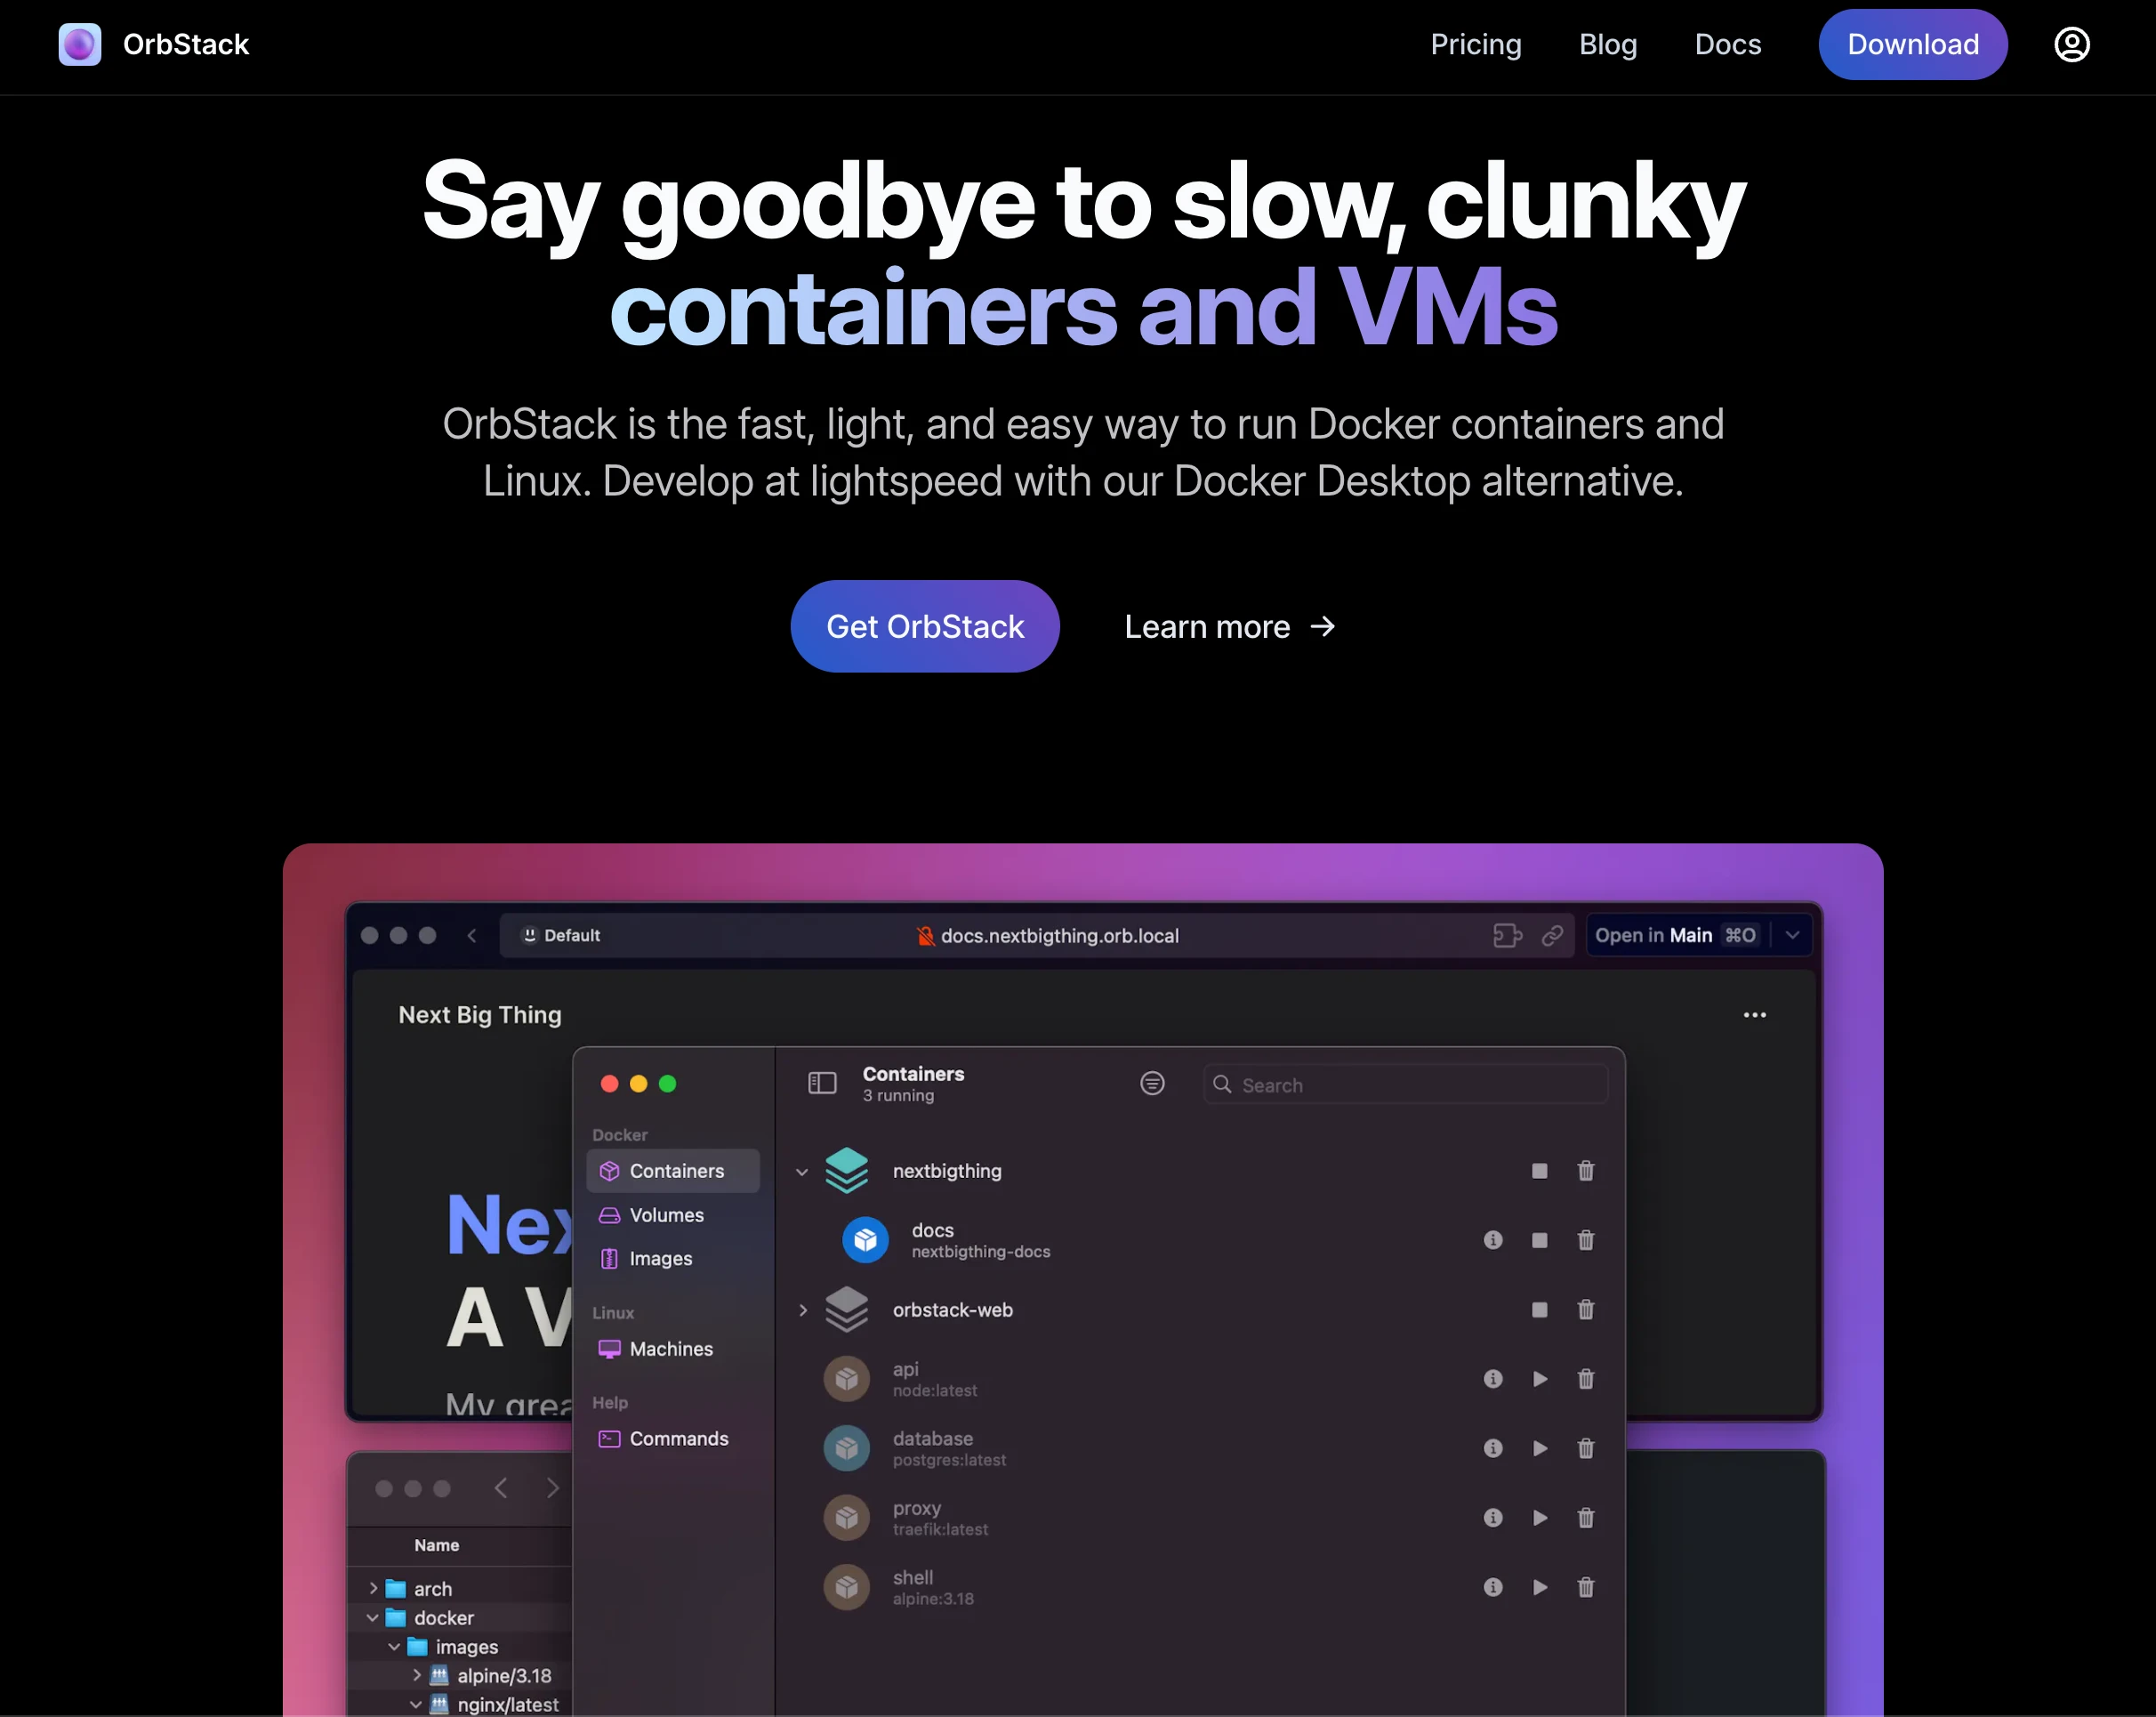 OrbStack
Pricing
Blog
Docs
Download
Say goodbye to slow, clunky
containers and VMs
OrbStack is the fast, light, and easy way to run Docker containers and
Linux. Develop at lightspeed with our Docker Desktop alternative.
Get OrbStack
Learn more →
Default
docs.nextbigthing.orb.local
Open in Main ⌘O
Next Big Thing
Nex
A V
My grea
Docker
Containers
Volumes
Images
Linux
Machines
Help
Commands
Containers
3 running
Search
nextbigthing
docs
nextbigthing-docs
orbstack-web
api
node:latest
database
postgres:latest
proxy
traefik:latest
shell
alpine:3.18
Name
arch
docker
images
alpine/3.18
nginx/latest